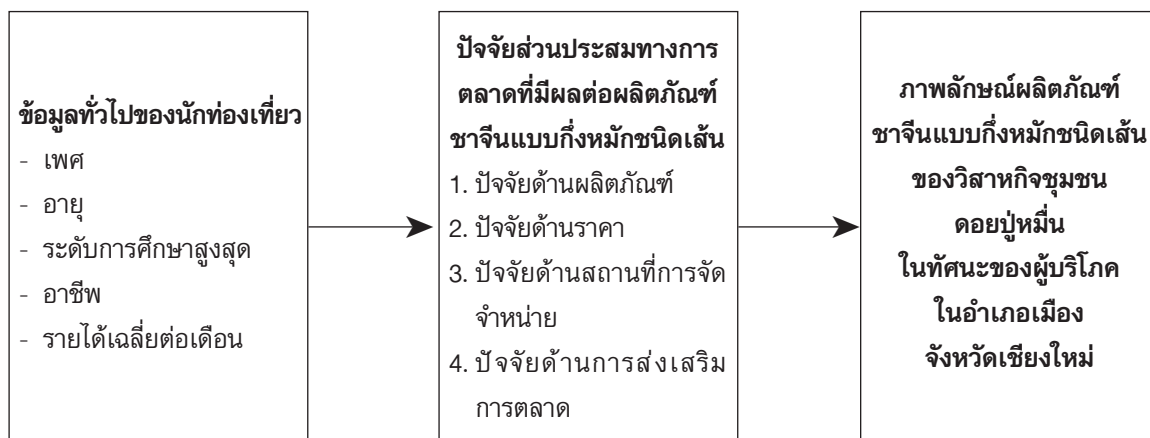 ข้อมูลทั่วไปของนักท่องเที่ยว
- เพศ
- อายุ
- ระดับการศึกษาสูงสุด
- อาชีพ
- รายได้เฉลี่ยต่อเดือน
ปัจจัยส่วนประสมทางการ
ตลาดที่มีผลต่อผลิตภัณฑ์
ชาจีนแบบกึ่งหมักชนิดเส้น
1. ปัจจัยด้านผลิตภัณฑ์
2. ปัจจัยด้านราคา
3. ปัจจัยด้านสถานที่การจัด
จำหน่าย
4. ปัจจัยด้านการส่งเสริม
การตลาด
ภาพลักษณ์ผลิตภัณฑ์
ชาจีนแบบกึ่งหมักชนิดเส้น
ของวิสาหกิจชุมชน
ดอยปู่หมื่น
ในทัศนะของผู้บริโภค
ในอำเภอเมือง
จังหวัดเชียงใหม่